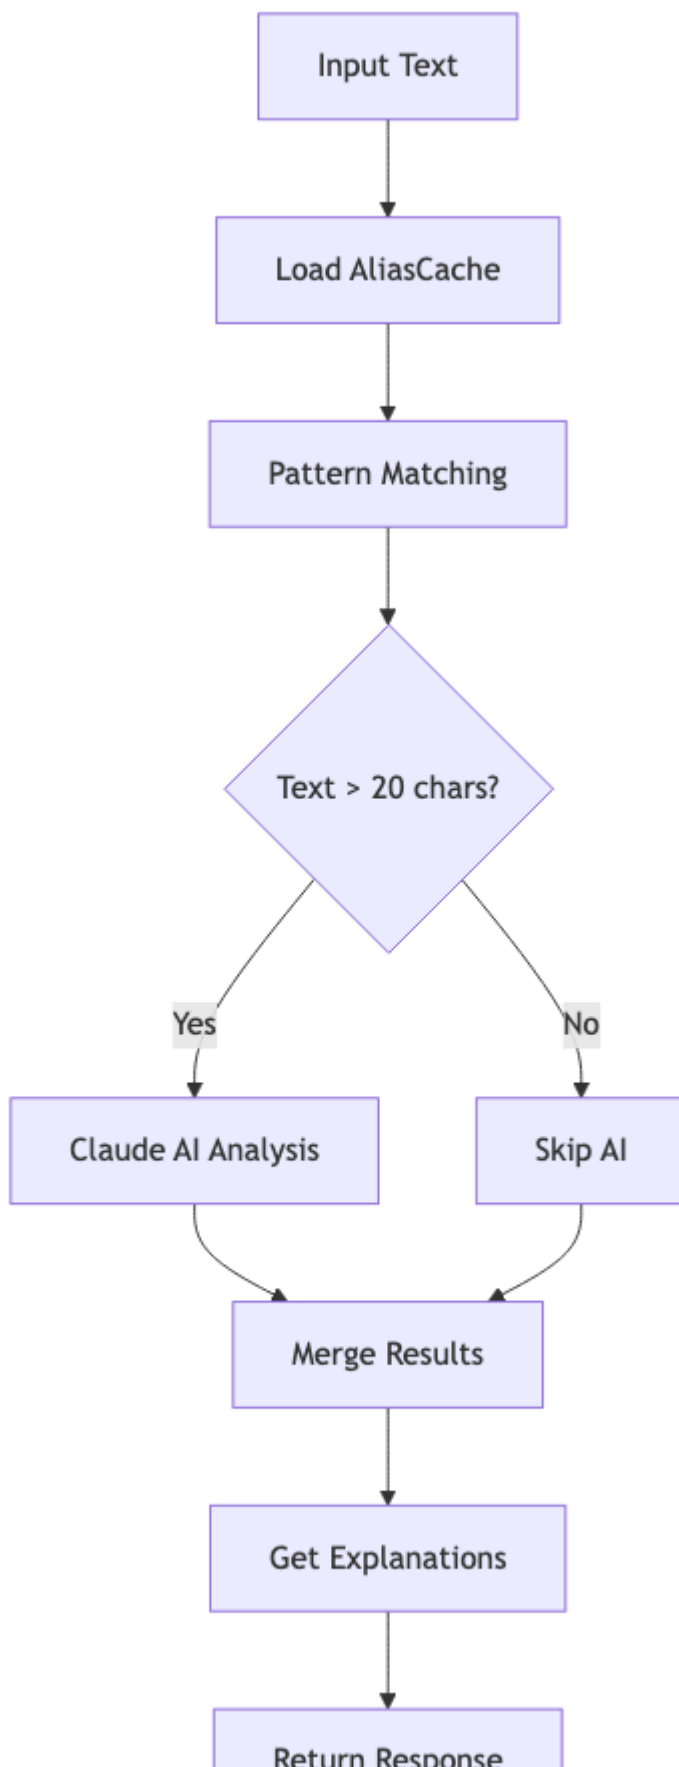 Input Text
Load AliasCache
Pattern Matching
Text > 20 chars?
Yes
No
Claude AI Analysis
Skip AI
Merge Results
Get Explanations
Return Response